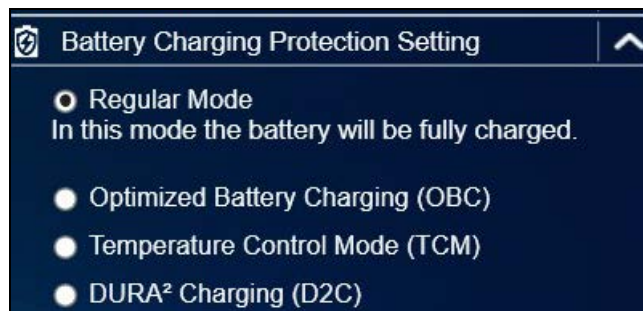 Battery Charging Protection Setting
Regular Mode
In this mode the battery will be fully charged.
Optimized Battery Charging (OBC)
Temperature Control Mode (TCM)
DURA² Charging (D2C)